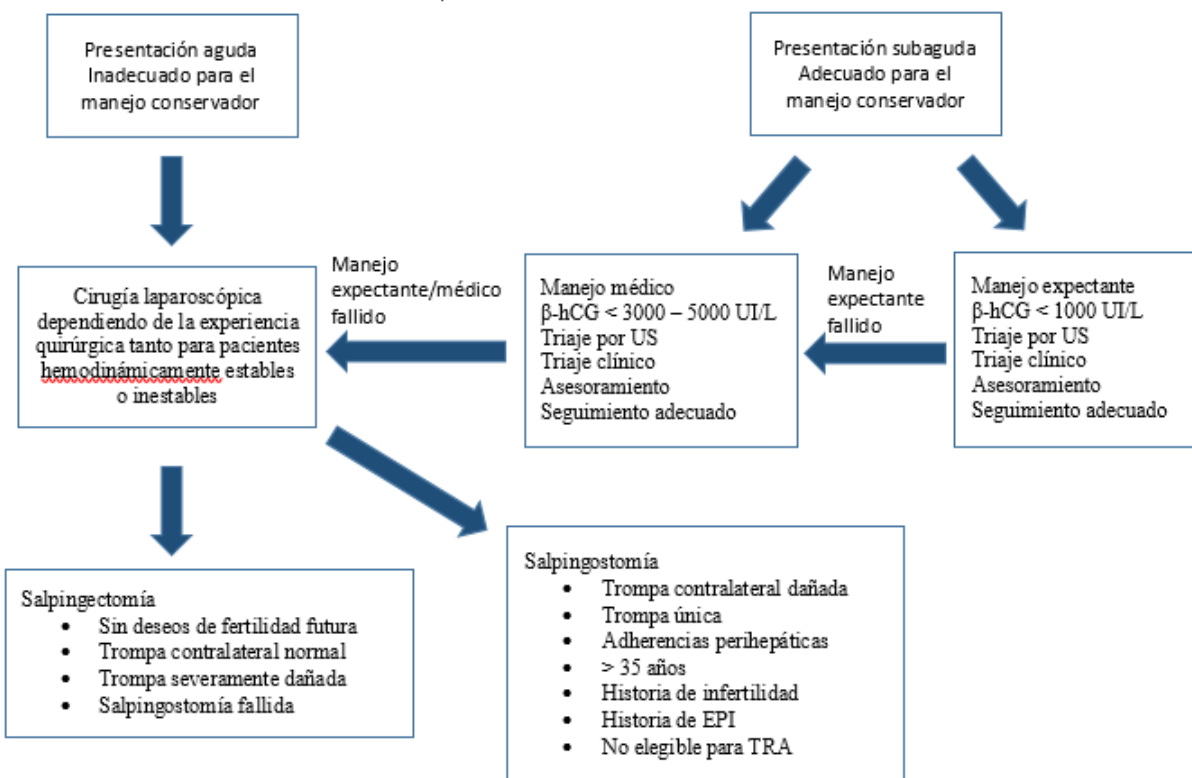 Presentación aguda
Inadecuado para el
manejo conservador
Presentación subaguda
Adecuado para el
manejo conservador
Cirugía laparoscópica
dependiendo de la experiencia
quirúrgica tanto para pacientes
hemodinámicamente estables
o inestables
Manejo
expectante/médico
fallido
Manejo médico
β-hCG < 3000 – 5000 UI/L
Triaje por US
Triaje clínico
Asesoramiento
Seguimiento adecuado
Manejo
expectante
fallido
Manejo expectante
β-hCG < 1000 UI/L
Triaje por US
Triaje clínico
Asesoramiento
Seguimiento adecuado
Salpingectomía
• Sin deseos de fertilidad futura
• Trompa contralateral normal
• Trompa severamente dañada
• Salpingostomía fallida
Salpingostomía
• Trompa contralateral dañada
• Trompa única
• Adherencias perihepáticas
• > 35 años
• Historia de infertilidad
• Historia de EPI
• No elegible para TRA